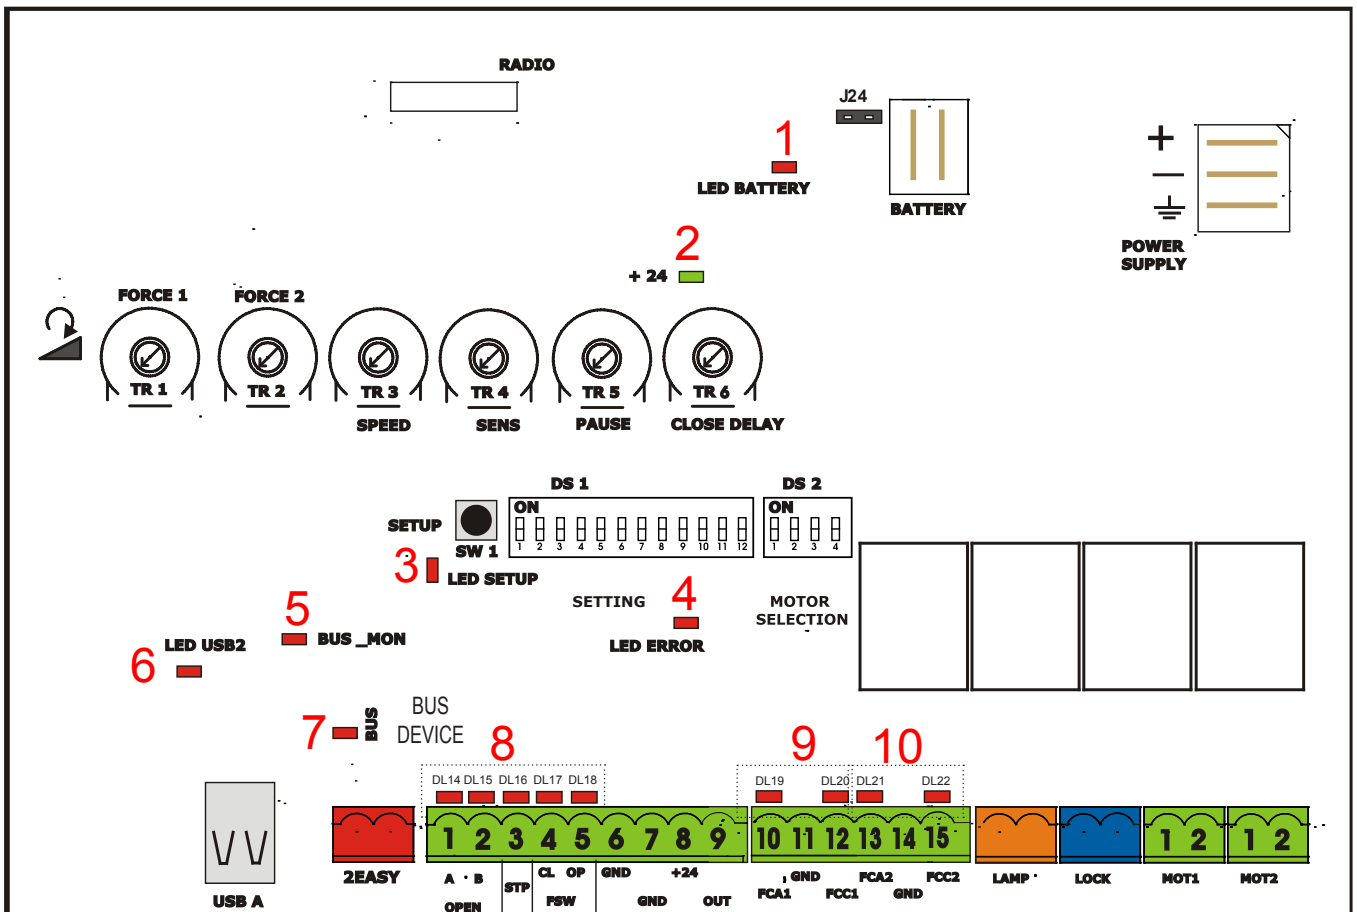 RADIO
J24
1
LED BATTERY
BATTERY
+
−
POWER
SUPPLY
2
+ 24
FORCE 1
FORCE 2
TR 1
TR 2
TR 3
TR 4
TR 5
TR 6
SPEED
SENS
PAUSE
CLOSE DELAY
DS 1
DS 2
ON
ON
SETUP
SW 1
1 2 3 4 5 6 7 8 9 10 11 12
1 2 3 4
3
LED SETUP
SETTING
4
LED ERROR
MOTOR
SELECTION
5
BUS _MON
LED USB2
6
7
BUS
BUS
DEVICE
8
9
10
DL14 DL15 DL16 DL17 DL18
DL19 DL20 DL21 DL22
1 2 3 4 5 6 7 8 9
10 11 12 13 14 15
1 2
1 2
USB A
2EASY
A B
OPEN
STP
CL OP
FSW
GND
GND
+24
OUT
FCA1
GND
FCC1
FCA2
GND
FCC2
LAMP
LOCK
MOT1
MOT2